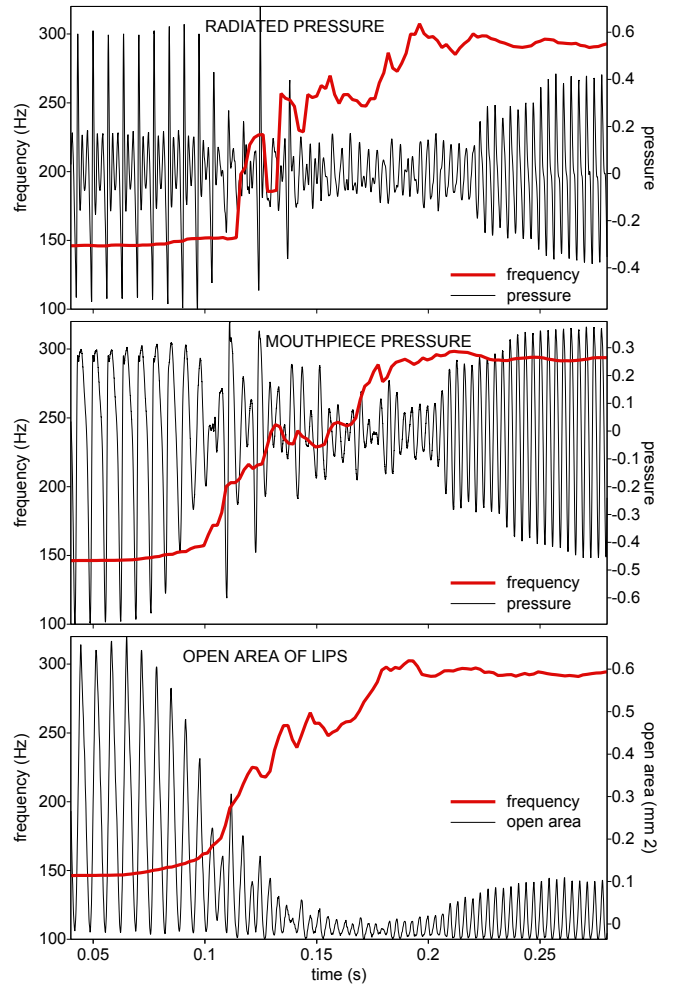 RADIATED PRESSURE
300
250
200
150
100
frequency (Hz)
0.6
0.4
0.2
0
-0.2
-0.4
pressure
frequency
pressure
MOUTHPIECE PRESSURE
300
250
200
150
100
frequency (Hz)
0.3
0.2
0.1
0
-0.1
-0.2
-0.3
-0.4
-0.5
-0.6
pressure
frequency
pressure
OPEN AREA OF LIPS
300
250
200
150
100
frequency (Hz)
0.6
0.5
0.4
0.3
0.2
0.1
0
open area (mm 2)
frequency
open area
0.05 0.1 0.15 0.2 0.25
time (s)